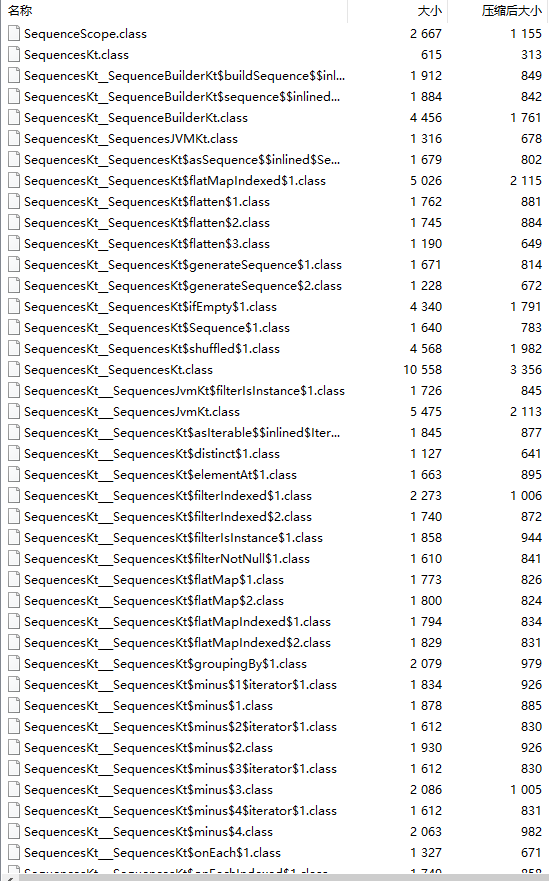 名称 大小 压缩后大小
SequenceScope.class 2 667 1 155
SequencesKt.class 615 313
SequencesKt__SequenceBuilderKt$buildSequence$$inl... 1 912 849
SequencesKt__SequenceBuilderKt$sequence$$inlined... 1 884 842
SequencesKt__SequenceBuilderKt.class 4 456 1 761
SequencesKt__SequencesJVMKt.class 1 316 678
SequencesKt__SequencesKt$asSequence$$inlined$Se... 1 679 802
SequencesKt__SequencesKt$flatMapIndexed$1.class 5 026 2 115
SequencesKt__SequencesKt$flatten$1.class 1 762 881
SequencesKt__SequencesKt$flatten$2.class 1 745 884
SequencesKt__SequencesKt$flatten$3.class 1 190 649
SequencesKt__SequencesKt$generateSequence$1.class 1 671 814
SequencesKt__SequencesKt$generateSequence$2.class 1 228 672
SequencesKt__SequencesKt$ifEmpty$1.class 4 340 1 791
SequencesKt__SequencesKt$Sequence$1.class 1 640 783
SequencesKt__SequencesKt$shuffled$1.class 4 568 1 982
SequencesKt__SequencesKt.class 10 558 3 356
SequencesKt___SequencesJvmKt$filterIsInstance$1.class 1 726 845
SequencesKt___SequencesJvmKt.class 5 475 2 113
SequencesKt___SequencesKt$asIterable$$inlined$Iter... 1 845 877
SequencesKt___SequencesKt$distinct$1.class 1 127 641
SequencesKt___SequencesKt$elementAt$1.class 1 663 895
SequencesKt___SequencesKt$filterIndexed$1.class 2 273 1 006
SequencesKt___SequencesKt$filterIndexed$2.class 1 740 872
SequencesKt___SequencesKt$filterIsInstance$1.class 1 858 944
SequencesKt___SequencesKt$filterNotNull$1.class 1 610 841
SequencesKt___SequencesKt$flatMap$1.class 1 773 826
SequencesKt___SequencesKt$flatMap$2.class 1 800 824
SequencesKt___SequencesKt$flatMapIndexed$1.class 1 794 834
SequencesKt___SequencesKt$flatMapIndexed$2.class 1 829 831
SequencesKt___SequencesKt$groupingBy$1.class 2 079 979
SequencesKt___SequencesKt$minus$1$iterator$1.class 1 834 926
SequencesKt___SequencesKt$minus$1.class 1 878 885
SequencesKt___SequencesKt$minus$2$iterator$1.class 1 612 830
SequencesKt___SequencesKt$minus$2.class 1 930 926
SequencesKt___SequencesKt$minus$3$iterator$1.class 1 612 830
SequencesKt___SequencesKt$minus$3.class 2 086 1 005
SequencesKt___SequencesKt$minus$4$iterator$1.class 1 612 831
SequencesKt___SequencesKt$minus$4.class 2 063 982
SequencesKt___SequencesKt$onEach$1.class 1 327 671